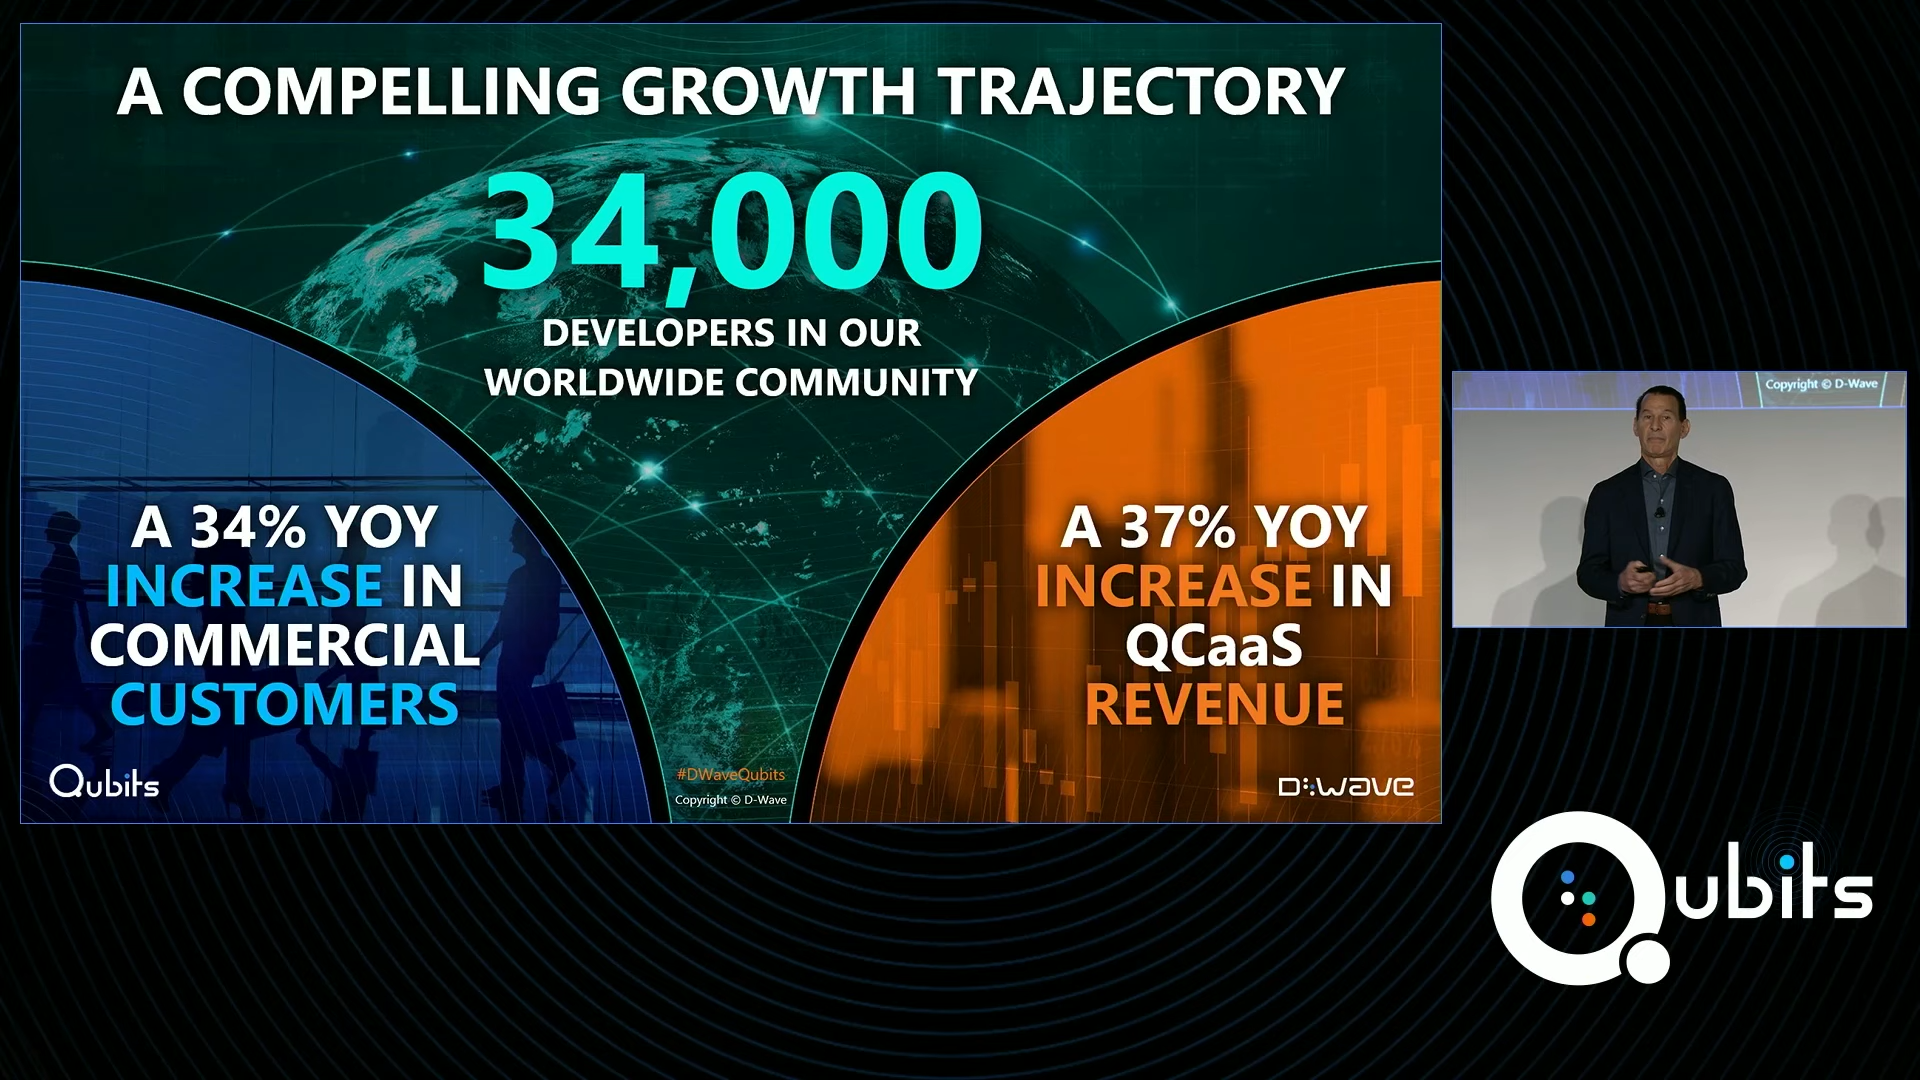 A COMPELLING GROWTH TRAJECTORY
34,000
DEVELOPERS IN OUR
WORLDWIDE COMMUNITY
A 34% YOY
INCREASE IN
COMMERCIAL
CUSTOMERS
A 37% YOY
INCREASE IN
QCaaS
REVENUE
Qubits
#DWaveQubits
Copyright © D-Wave
D:Wave
Copyright © D-Wave
Qubits